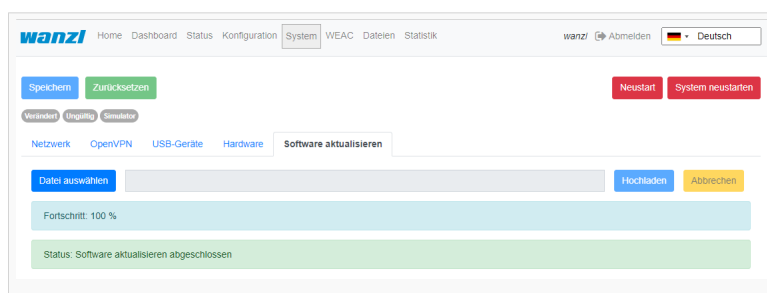 wanzl Home Dashboard Status Konfiguration System WEAC Dateien Statistik wanzl Abmelden Deutsch
Speichern Zurücksetzen Neustart System neustarten
Verändert Ungültig Simulator
Netzwerk OpenVPN USB-Geräte Hardware Software aktualisieren
Datei auswählen Hochladen Abbrechen
Fortschritt: 100 %
Status: Software aktualisieren abgeschlossen